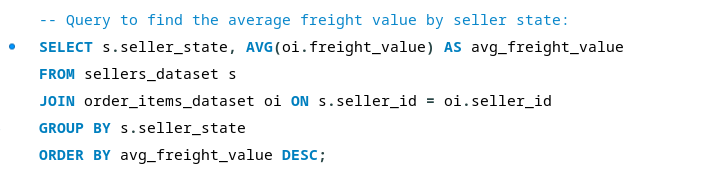 -- Query to find the average freight value by seller state:
SELECT s.seller_state, AVG(oi.freight_value) AS avg_freight_value
FROM sellers_dataset s
JOIN order_items_dataset oi ON s.seller_id = oi.seller_id
GROUP BY s.seller_state
ORDER BY avg_freight_value DESC;